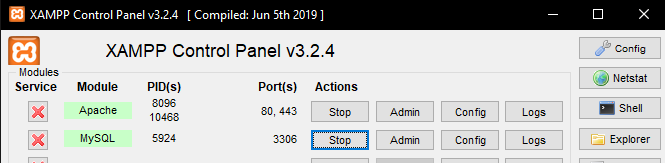 XAMPP Control Panel v3.2.4 [ Compiled: Jun 5th 2019 ]
XAMPP Control Panel v3.2.4
Config
Modules
Service Module PID(s) Port(s) Actions
Netstat
Apache 8096 10468 80, 443 Stop Admin Config Logs
Shell
MySQL 5924 3306 Stop Admin Config Logs
Explorer